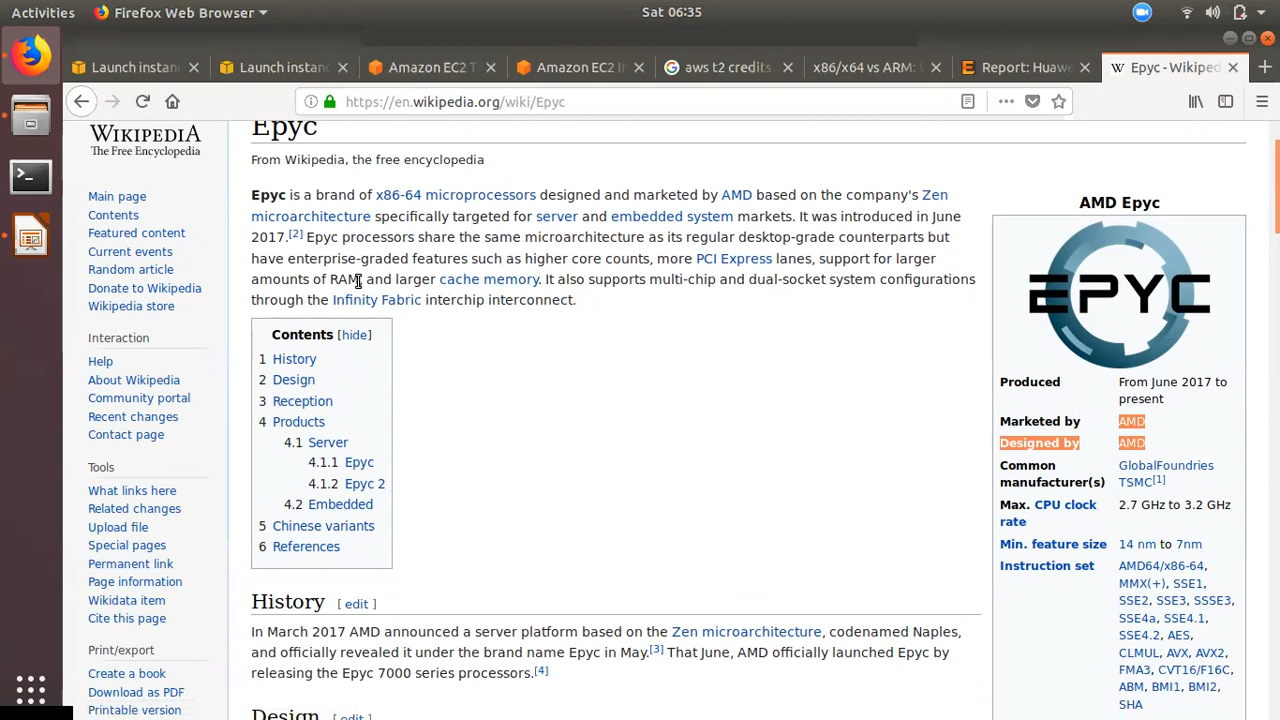 Activities
Firefox Web Browser
Sat 06:35
Launch instan
Launch instanc
Amazon EC2 T
Amazon EC2 In
aws t2 credits
x86/x64 vs ARM:
Report: Huawe
Epyc - Wikiped
https://en.wikipedia.org/wiki/Epyc
WIKIPEDIA
The Free Encyclopedia
Main page
Contents
Featured content
Current events
Random article
Donate to Wikipedia
Wikipedia store
Interaction
Help
About Wikipedia
Community portal
Recent changes
Contact page
Tools
What links here
Related changes
Upload file
Special pages
Permanent link
Page information
Wikidata item
Cite this page
Print/export
Create a book
Download as PDF
Printable version
Epyc
From Wikipedia, the free encyclopedia
Epyc is a brand of x86-64 microprocessors designed and marketed by AMD based on the company's Zen
microarchitecture specifically targeted for server and embedded system markets. It was introduced in June
2017.[2] Epyc processors share the same microarchitecture as its regular desktop-grade counterparts but
have enterprise-graded features such as higher core counts, more PCI Express lanes, support for larger
amounts of RAM, and larger cache memory. It also supports multi-chip and dual-socket system configurations
through the Infinity Fabric interchip interconnect.
Contents [hide]
1 History
2 Design
3 Reception
4 Products
4.1 Server
4.1.1 Epyc
4.1.2 Epyc 2
4.2 Embedded
5 Chinese variants
6 References
History [ edit ]
In March 2017 AMD announced a server platform based on the Zen microarchitecture, codenamed Naples,
and officially revealed it under the brand name Epyc in May.[3] That June, AMD officially launched Epyc by
releasing the Epyc 7000 series processors.[4]
Design [ edit ]
AMD Epyc
EPYC
Produced From June 2017 to
present
Marketed by AMD
Designed by AMD
Common GlobalFoundries
manufacturer(s) TSMC[1]
Max. CPU clock 2.7 GHz to 3.2 GHz
rate
Min. feature size 14 nm to 7nm
Instruction set AMD64/x86-64,
MMX(+), SSE1,
SSE2, SSE3, SSSE3,
SSE4a, SSE4.1,
SSE4.2, AES,
CLMUL, AVX, AVX2,
FMA3, CVT16/F16C,
ABM, BMI1, BMI2,
SHA